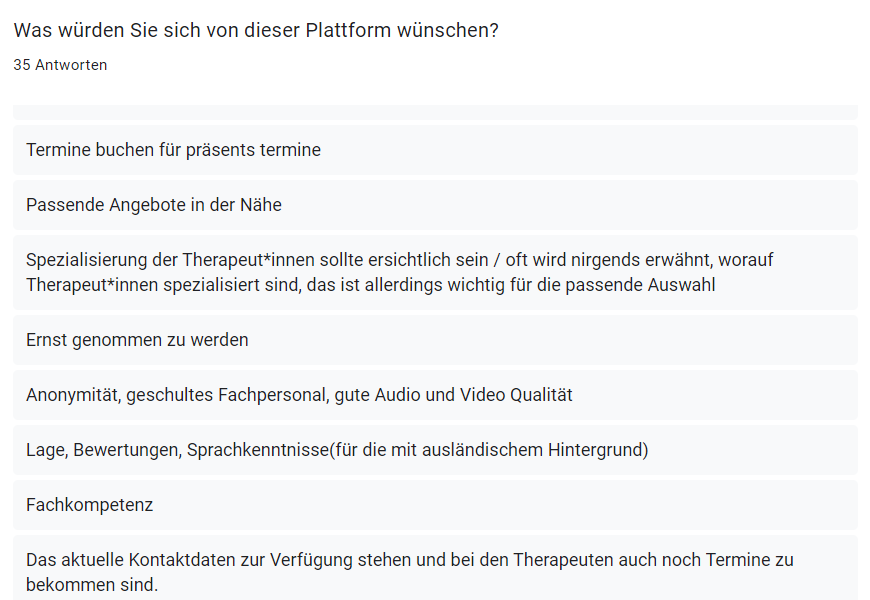 Was würden Sie sich von dieser Plattform wünschen?
35 Antworten
Termine buchen für präsents termine
Passende Angebote in der Nähe
Spezialisierung der Therapeut*innen sollte ersichtlich sein / oft wird nirgends erwähnt, worauf
Therapeut*innen spezialisiert sind, das ist allerdings wichtig für die passende Auswahl
Ernst genommen zu werden
Anonymität, geschultes Fachpersonal, gute Audio und Video Qualität
Lage, Bewertungen, Sprachkenntnisse(für die mit ausländischem Hintergrund)
Fachkompetenz
Das aktuelle Kontaktdaten zur Verfügung stehen und bei den Therapeuten auch noch Termine zu
bekommen sind.